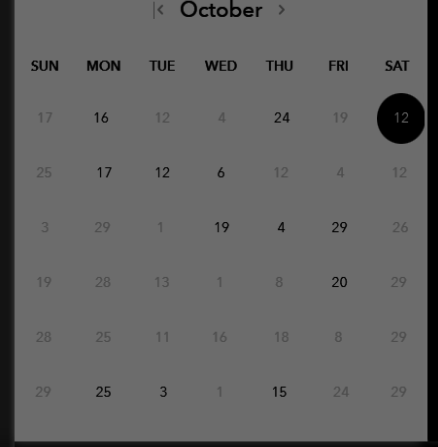 |< October >
SUN MON TUE WED THU FRI SAT
17 16 12 4 24 19 12
25 17 12 6 12 4 12
3 29 1 19 4 29 26
19 28 13 1 8 20 29
28 25 11 16 18 8 29
29 25 3 1 15 24 29